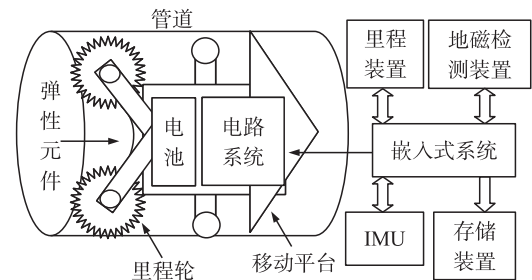 管道
弹
性
元
件
电
池
电路
系统
里程轮
移动平台
里程
装置
地磁检
测装置
嵌入式系统
IMU
存储
装置